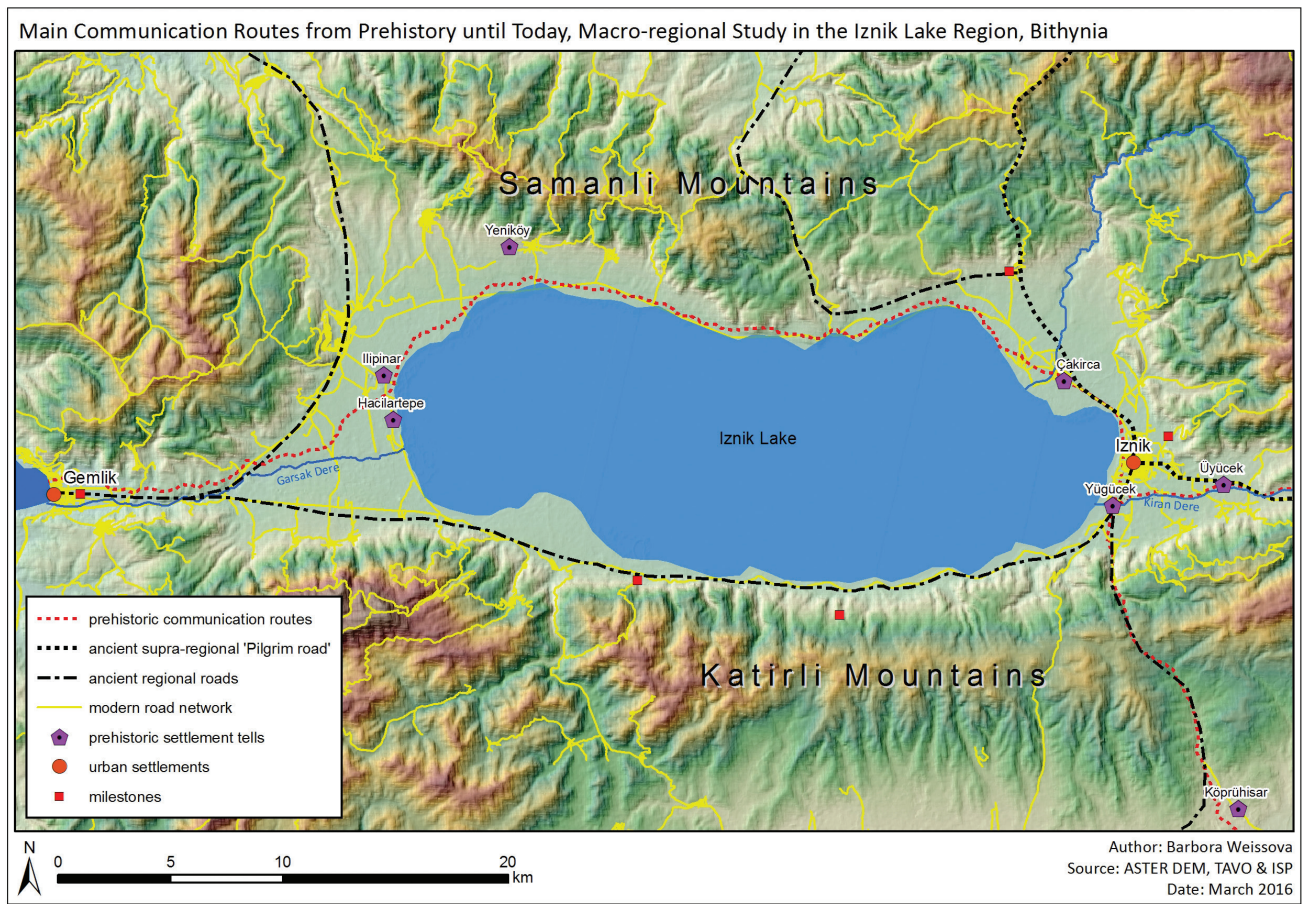 Main Communication Routes from Prehistory until Today, Macro-regional Study in the Iznik Lake Region, Bithynia
Samanli Mountains
Yeniköy
Ilipinar
Hacilartepe
Çakirca
Iznik Lake
Iznik
Gemlik
Garsak Dere
Üyücek
Yügücek
Kiran Dere
Katirli Mountains
Köprühisar
prehistoric communication routes
ancient supra-regional 'Pilgrim road'
ancient regional roads
modern road network
prehistoric settlement tells
urban settlements
milestones
N
0 5 10 20
km
Author: Barbora Weissova
Source: ASTER DEM, TAVO & ISP
Date: March 2016